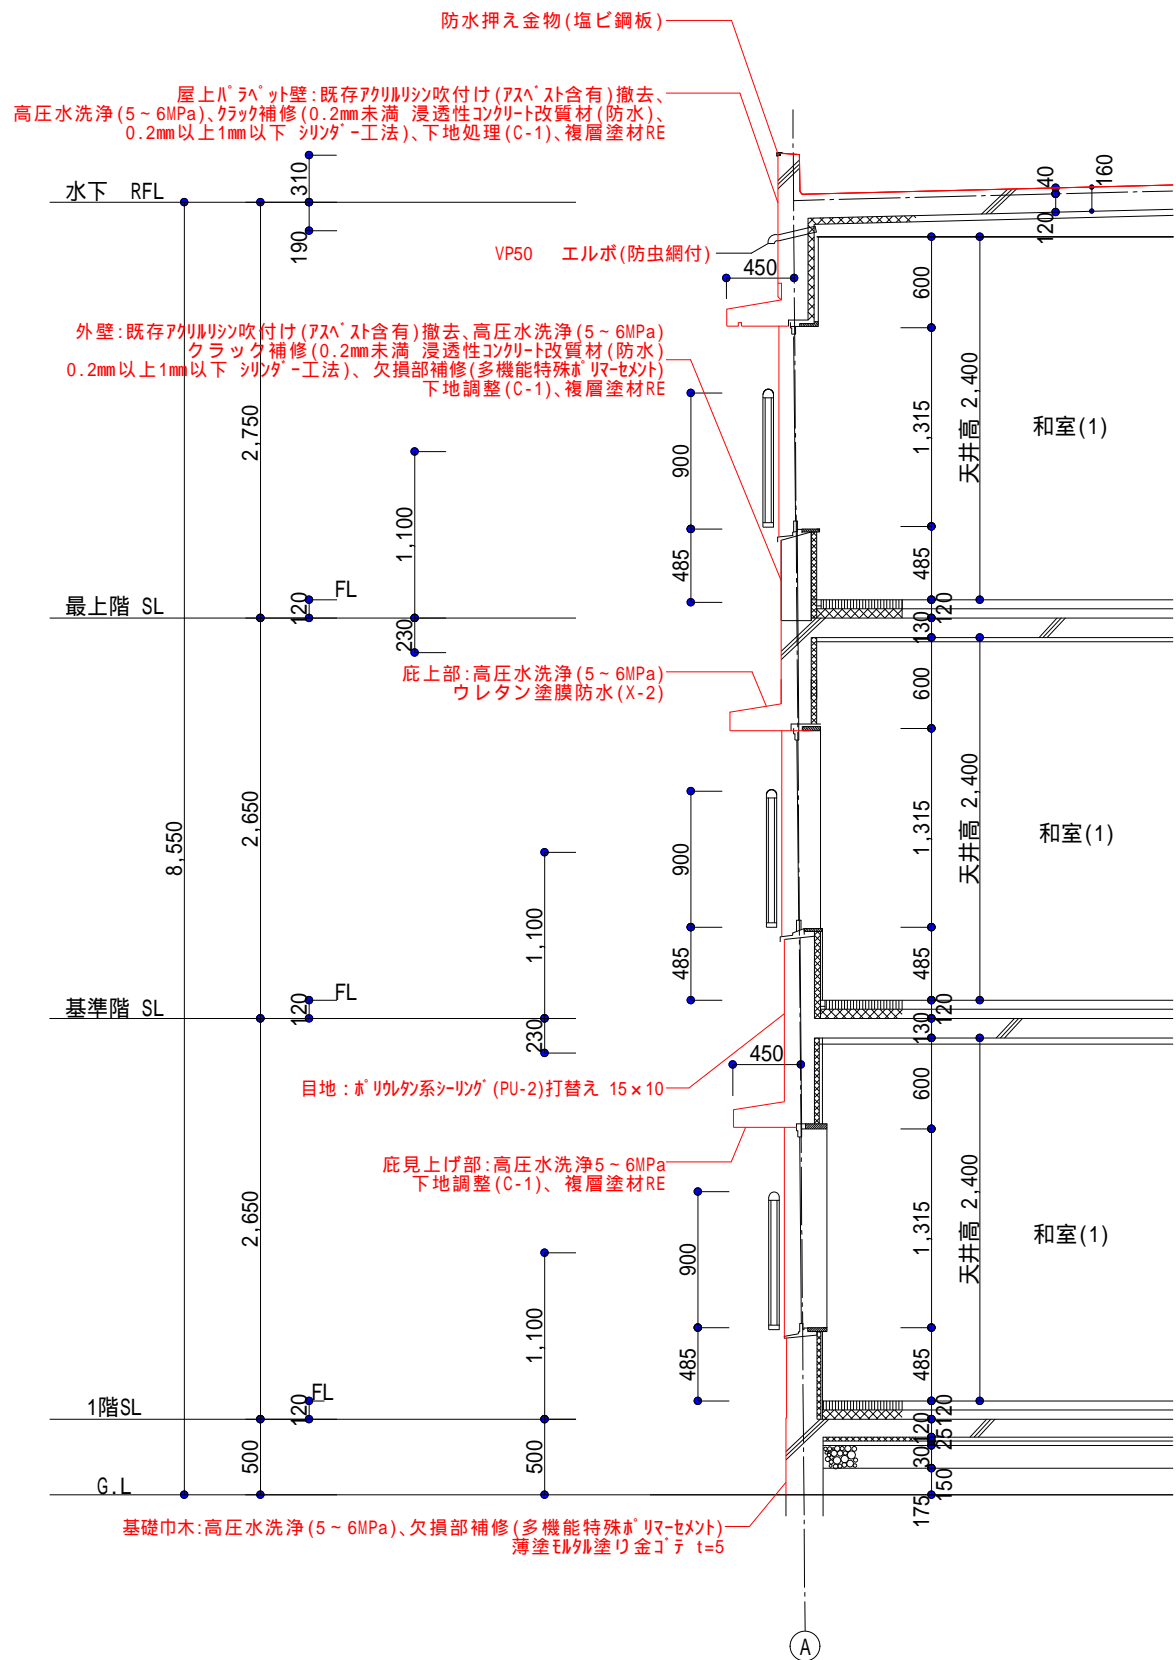 防水押え金物(塩ビ鋼板)
屋上ﾊﾟﾗﾍﾟｯﾄ壁:既存ｱｸﾘﾙﾘｼﾝ吹付け(ｱｽﾍﾞｽﾄ含有)撤去、
高圧水洗浄(5~6MPa)､ｸﾗｯｸ補修(0.2mm未満 浸透性ｺﾝｸﾘｰﾄ改質材(防水)、
0.2mm以上1mm以下 ｼﾘﾝﾀﾞｰ工法)､下地処理(C-1)､複層塗材RE
310
40
160
水下 RFL
190
120
VP50 エルボ(防虫網付)
450
600
外壁:既存ｱｸﾘﾙﾘｼﾝ吹付け(ｱｽﾍﾞｽﾄ含有)撤去､高圧水洗浄(5~6MPa)
クラック補修(0.2mm未満 浸透性ｺﾝｸﾘｰﾄ改質材(防水)
0.2mm以上1mm以下 ｼﾘﾝﾀﾞｰ工法)､ 欠損部補修(多機能特殊ﾎﾟﾘﾏｰｾﾒﾝﾄ)
下地調整(C-1)､複層塗材RE
2,750
900
1,315
天井高 2,400
和室(1)
1,100
485
485
FL
120
120
最上階 SL
230
130
庇上部:高圧水洗浄(5~6MPa)
ウレタン塗膜防水(X-2)
600
8,550
2,650
900
1,315
天井高 2,400
和室(1)
1,100
485
485
FL
120
120
基準階 SL
230
130
450
目地:ﾎﾟﾘｳﾚﾀﾝ系ｼｰﾘﾝｸﾞ(PU-2)打替え 15×10
600
庇見上げ部:高圧水洗浄5~6MPa
下地調整(C-1)､ 複層塗材RE
2,650
900
1,315
天井高 2,400
和室(1)
1,100
485
485
FL
120
120
1階SL
120
25
500
500
30
150
G.L
175
基礎巾木:高圧水洗浄(5~6MPa)､欠損部補修(多機能特殊ﾎﾟﾘﾏｰｾﾒﾝﾄ)
薄塗ﾓﾙﾀﾙ塗り金ｺﾞﾃ t=5
A